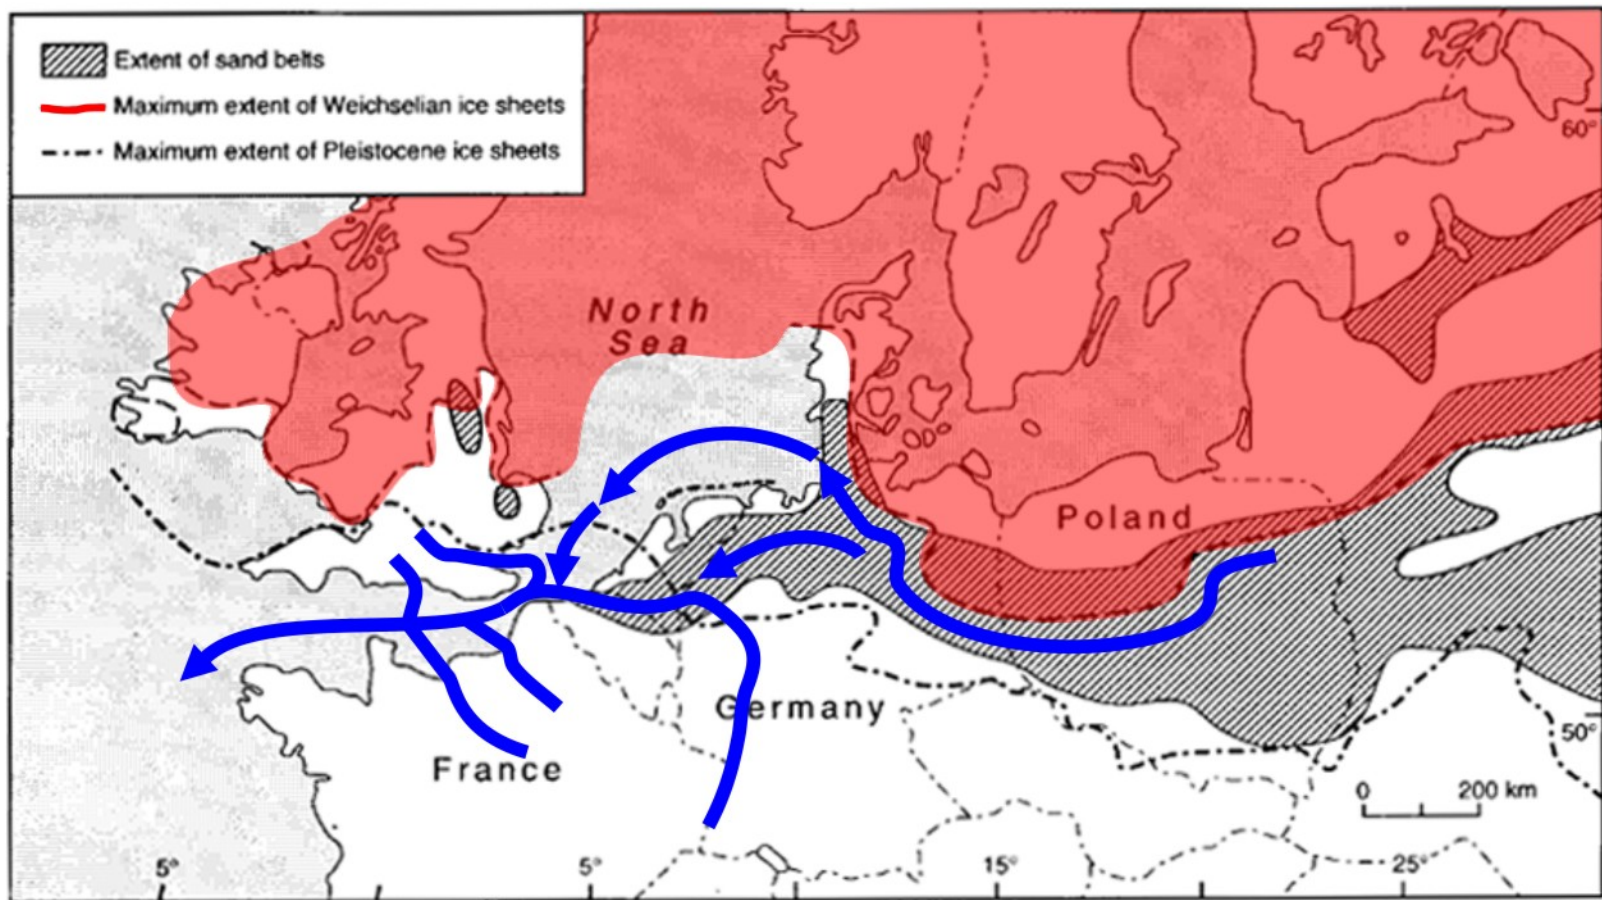 Extent of sand belts
Maximum extent of Weichselian ice sheets
Maximum extent of Pleistocene ice sheets
60°
North
Sea
Poland
Germany
50°
France
0 200 km
5° 5° 15° 25°